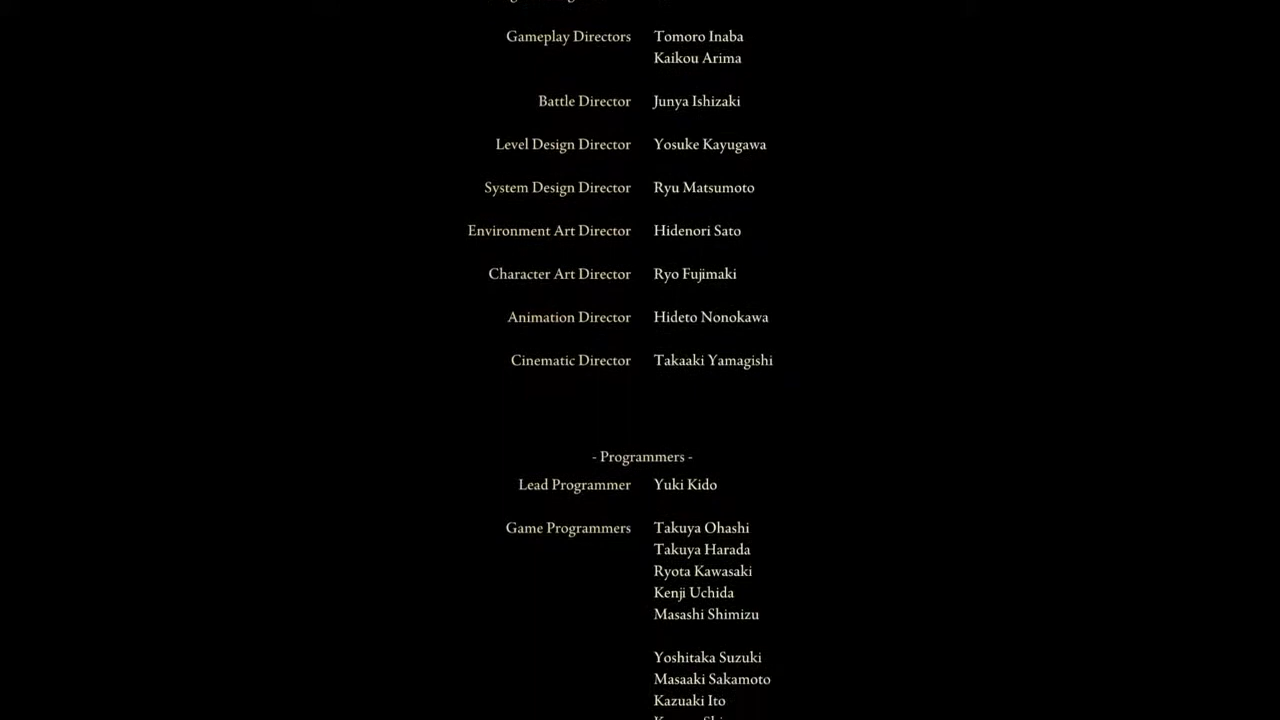 Gameplay Directors Tomoro Inaba
Kaikou Arima
Battle Director Junya Ishizaki
Level Design Director Yosuke Kayugawa
System Design Director Ryu Matsumoto
Environment Art Director Hidenori Sato
Character Art Director Ryo Fujimaki
Animation Director Hideto Nonokawa
Cinematic Director Takaaki Yamagishi
- Programmers -
Lead Programmer Yuki Kido
Game Programmers Takuya Ohashi
Takuya Harada
Ryota Kawasaki
Kenji Uchida
Masashi Shimizu
Yoshitaka Suzuki
Masaaki Sakamoto
Kazuaki Ito